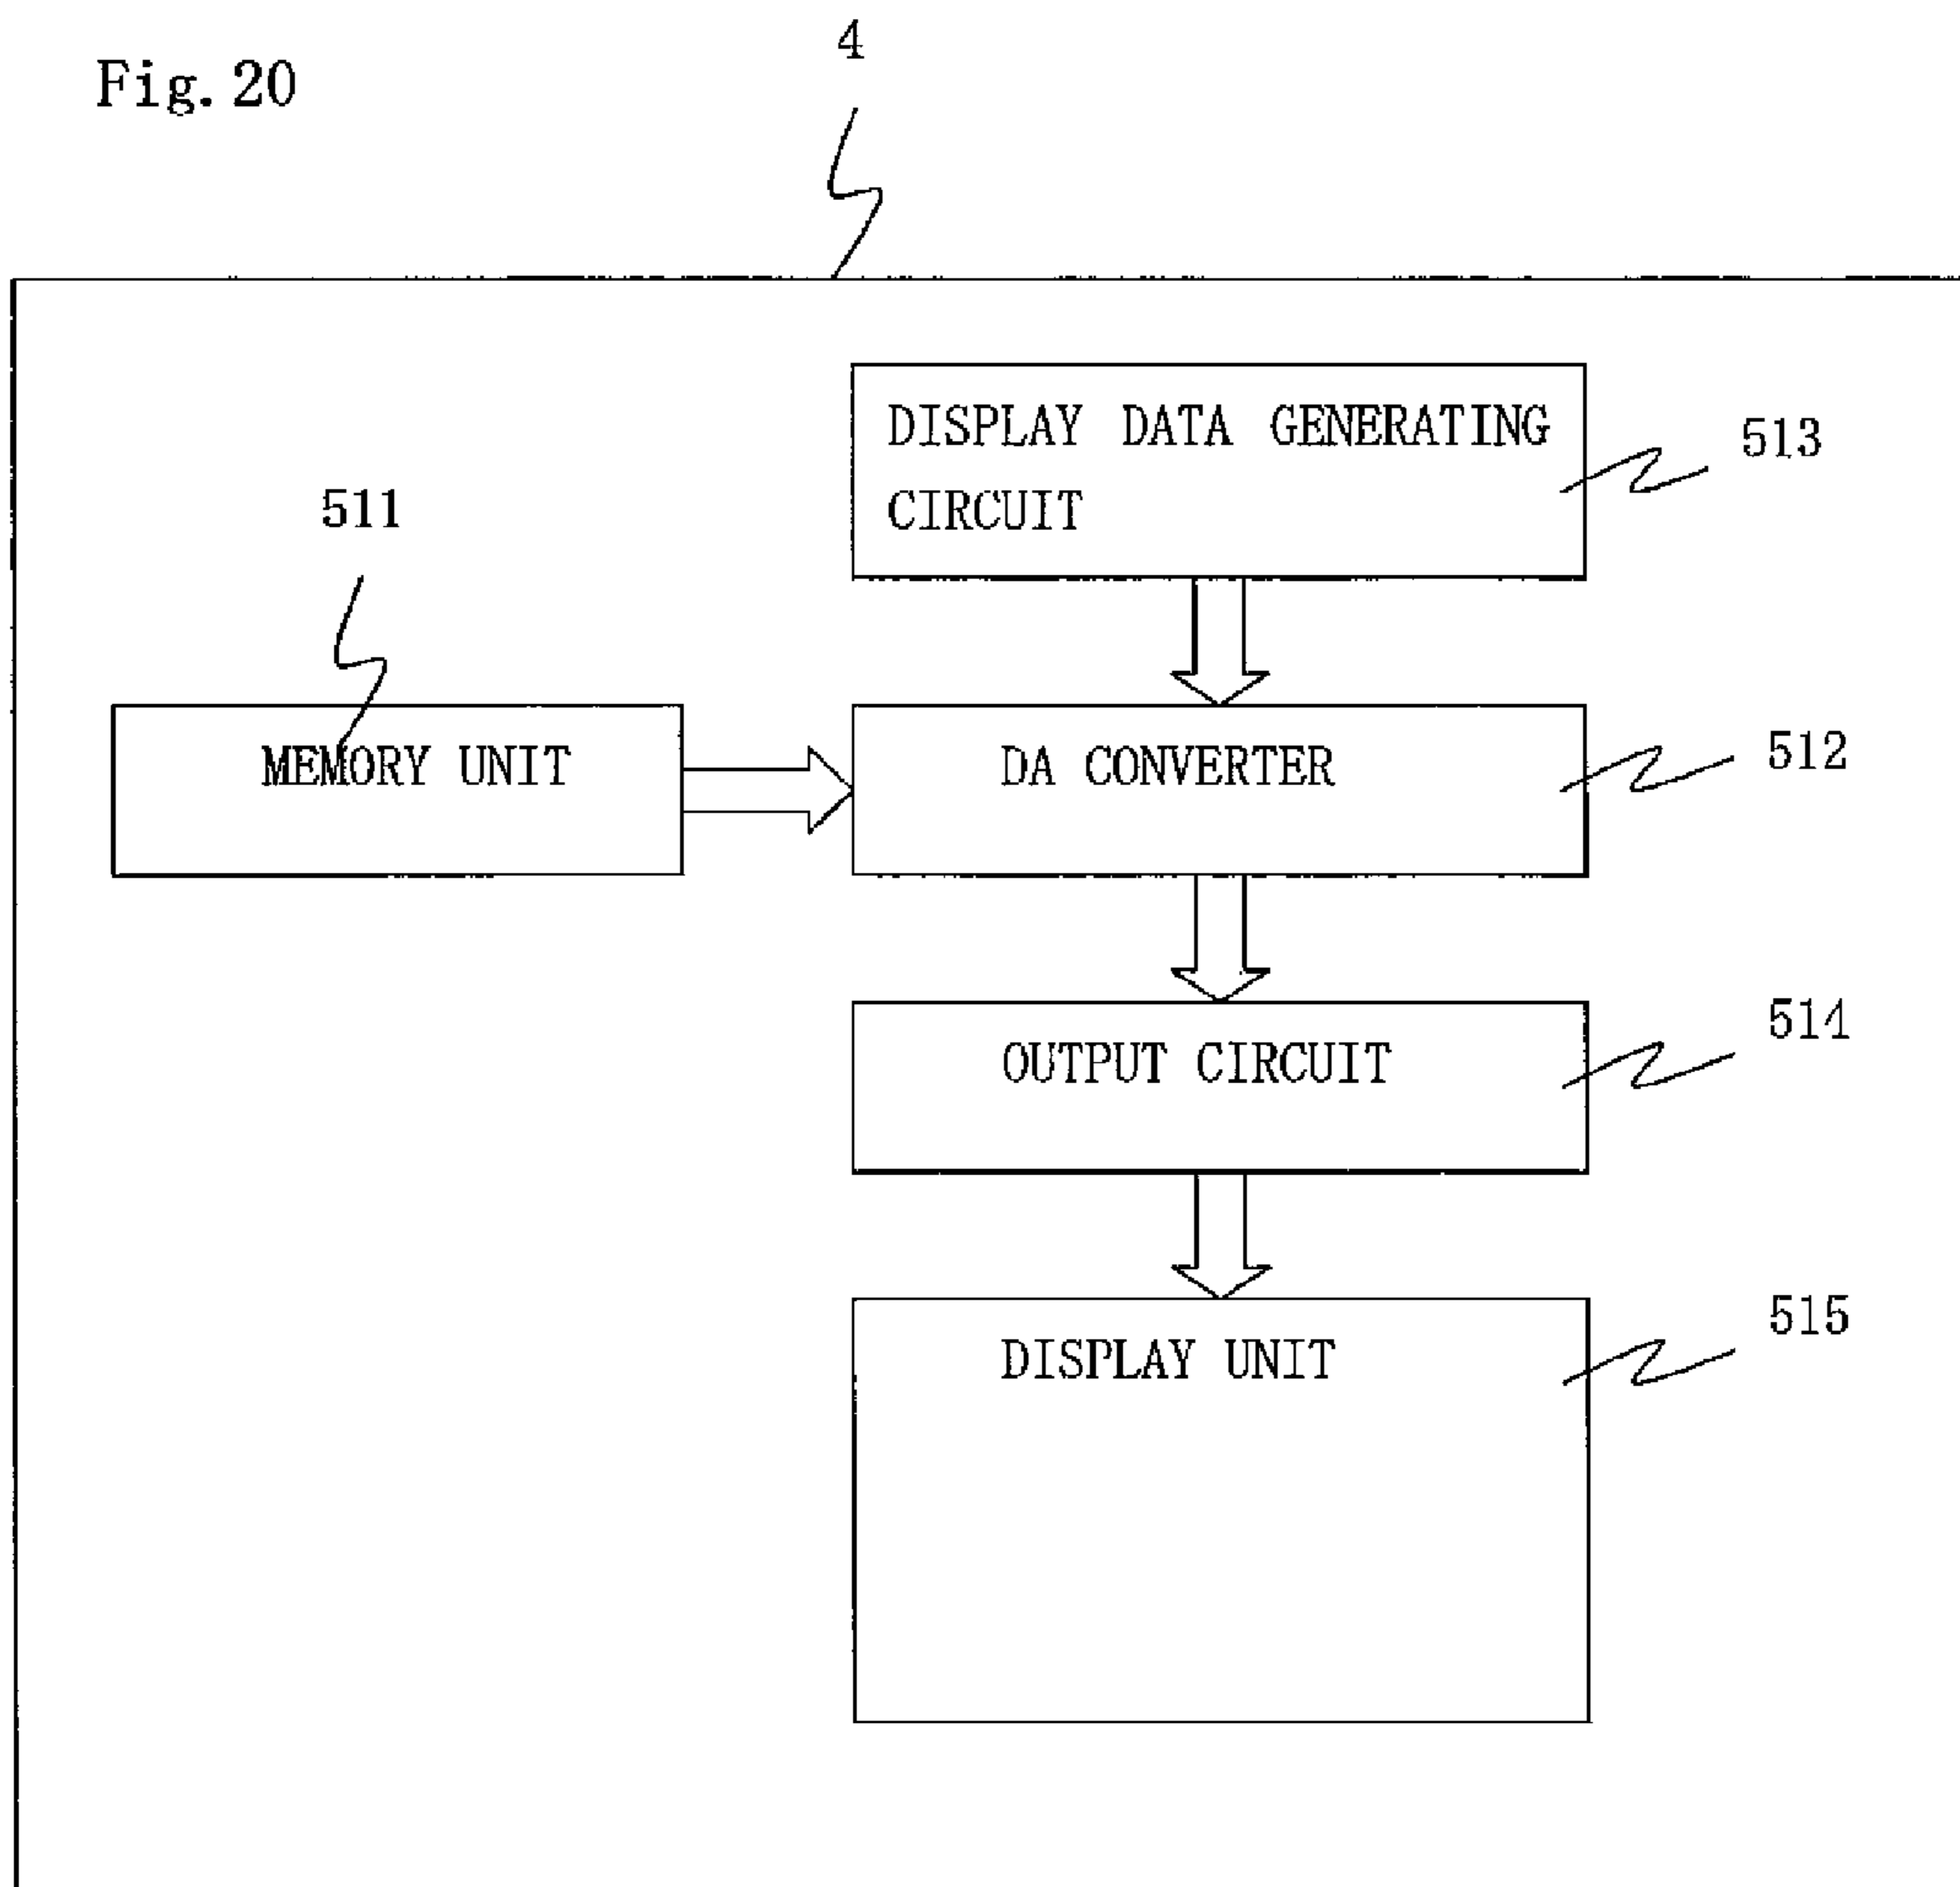 4
Fig. 20
DISPLAY DATA GENERATING
CIRCUIT
513
511
MEMORY UNIT
DA CONVERTER
512
OUTPUT CIRCUIT
514
DISPLAY UNIT
515